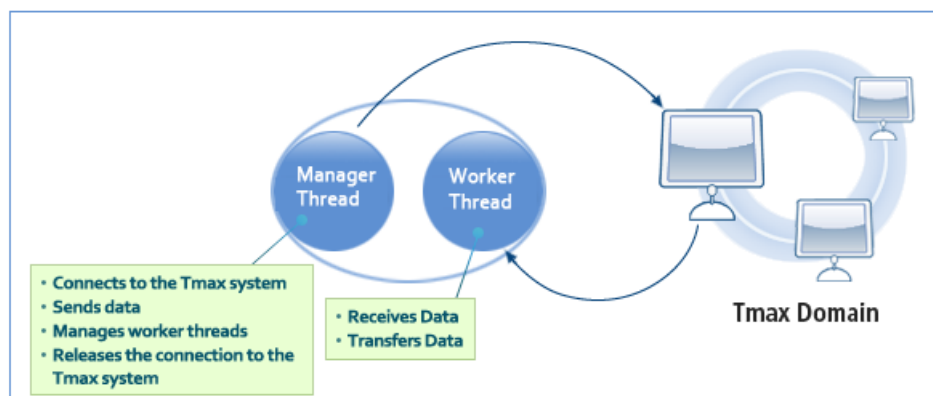 Manager
Thread
Worker
Thread
• Connects to the Tmax system
• Sends data
• Manages worker threads
• Releases the connection to the
Tmax system
• Receives Data
• Transfers Data
Tmax Domain